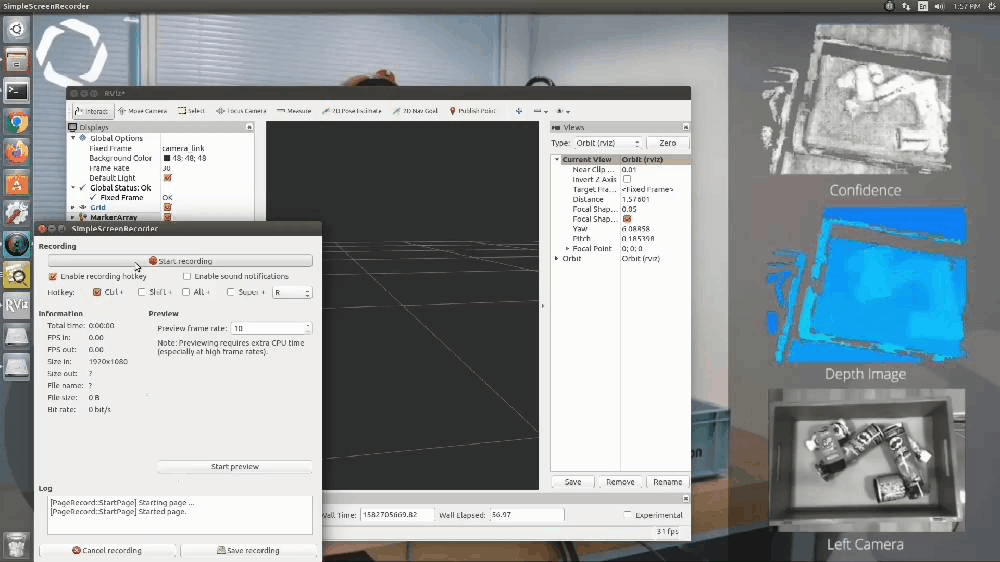 SimpleScreenRecorder
En
1:57 PM
RViz*
Interact Move Camera Select Focus Camera Measure 2D Pose Estimate 2D Nav Goal Publish Point
Displays
Global Options
Fixed Frame camera_link
Background Color 48; 48; 48
Frame Rate 30
Default Light
Global Status: Ok
Fixed Frame OK
Grid
MarkerArray
Views
Type: Orbit (rviz) Zero
Current View Orbit (rviz)
Near Clip ... 0.01
Invert Z Axis
Target Fra... <Fixed Frame>
Distance 1.57601
Focal Shap... 0.05
Focal Shap...
Yaw 6.08858
Pitch 0.185398
Focal Point 0; 0; 0
Orbit Orbit (rviz)
Save Remove Rename
SimpleScreenRecorder
Recording
Start recording
Enable recording hotkey Enable sound notifications
Hotkey: Ctrl + Shift + Alt + Super + R
Information
Total time: 0:00:00
FPS in: 0.00
FPS out: 0.00
Size in: 1920x1080
Size out: ?
File name: ?
File size: 0 B
Bit rate: 0 bit/s
Preview
Preview frame rate: 10
Note: Previewing requires extra CPU time
(especially at high frame rates).
Start preview
Log
[PageRecord::StartPage] Starting page ...
[PageRecord::StartPage] Started page.
Cancel recording Save recording
Wall Time: 1582705669.82 Wall Elapsed: 56.97 Experimental
31 fps
RViz
Confidence
Depth Image
Left Camera